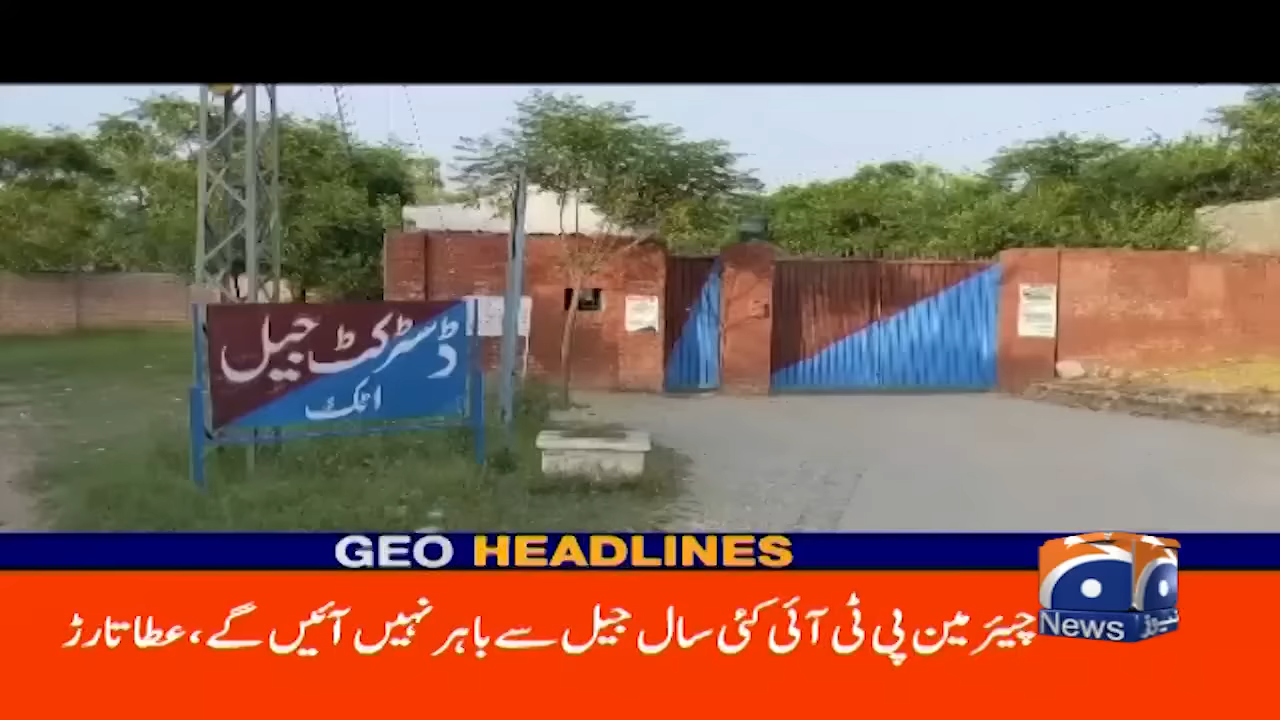 ڈسٹرکٹ جیل
اٹک
GEO HEADLINES
News نیوز
چیئرمین پی ٹی آئی کئی سال جیل سے باہر نہیں آئیں گے، عطا تارڑ